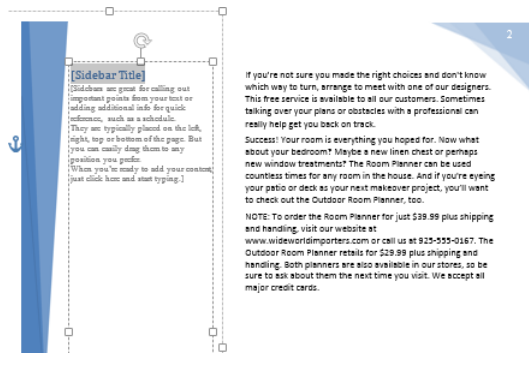 2
[Sidebar Title]
[Sidebars are great for calling out
important points from your text or
adding additional info for quick
reference, such as a schedule.
They are typically placed on the left,
right, top or bottom of the page. But
you can easily drag them to any
position you prefer.
When you're ready to add your content,
just click here and start typing.]
If you're not sure you made the right choices and don't know
which way to turn, arrange to meet with one of our designers.
This free service is available to all our customers. Sometimes
talking over your plans or obstacles with a professional can
really help get you back on track.
Success! Your room is everything you hoped for. Now what
about your bedroom? Maybe a new linen chest or perhaps
new window treatments? The Room Planner can be used
countless times for any room in the house. And if you're eyeing
your patio or deck as your next makeover project, you'll want
to check out the Outdoor Room Planner, too.
NOTE: To order the Room Planner for just $39.99 plus shipping
and handling, visit our website at
www.wideworldimporters.com or call us at 925-555-0167. The
Outdoor Room Planner retails for $29.99 plus shipping and
handling. Both planners are also available in our stores, so be
sure to ask about them the next time you visit. We accept all
major credit cards.